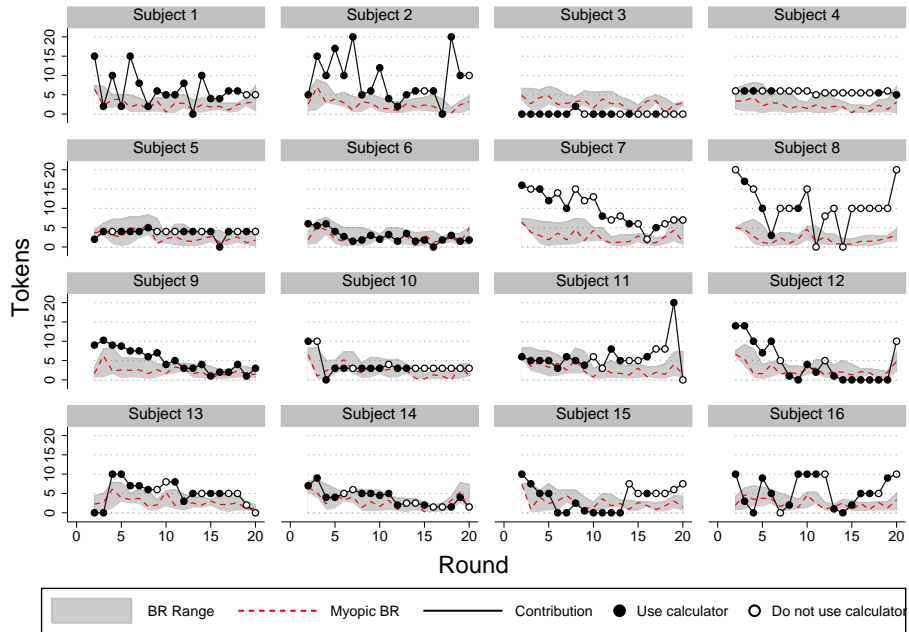 Subject 1 Subject 2 Subject 3 Subject 4
0 5 10 15 20
Subject 5 Subject 6 Subject 7 Subject 8
0 5 10 15 20
Subject 9 Subject 10 Subject 11 Subject 12
0 5 10 15 20
Subject 13 Subject 14 Subject 15 Subject 16
0 5 10 15 20
0 5 10 15 20 0 5 10 15 20 0 5 10 15 20 0 5 10 15 20
Tokens
Round
BR Range Myopic BR Contribution Use calculator Do not use calculator